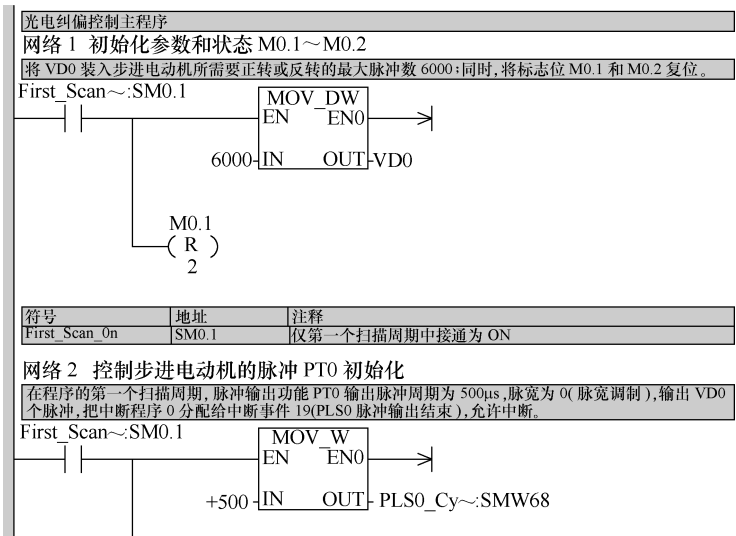 光电纠偏控制主程序
网络 1 初始化参数和状态 M0.1～M0.2
将 VD0 装入步进电动机所需要正转或反转的最大脉冲数 6000;同时,将标志位 M0.1 和 M0.2 复位。
First_Scan～:SM0.1
MOV_DW
EN EN0
6000 IN OUT VD0
M0.1
( R )
2
符号 地址 注释
First_Scan_0n SM0.1 仅第一个扫描周期中接通为 ON
网络 2 控制步进电动机的脉冲 PT0 初始化
在程序的第一个扫描周期, 脉冲输出功能 PT0 输出脉冲周期为 500μs,脉宽为 0( 脉宽调制 ),输出 VD0
个脉冲,把中断程序 0 分配给中断事件 19(PLS0 脉冲输出结束 ),允许中断。
First_Scan～:SM0.1
MOV_W
EN EN0
+500 IN OUT PLS0_Cy～:SMW68